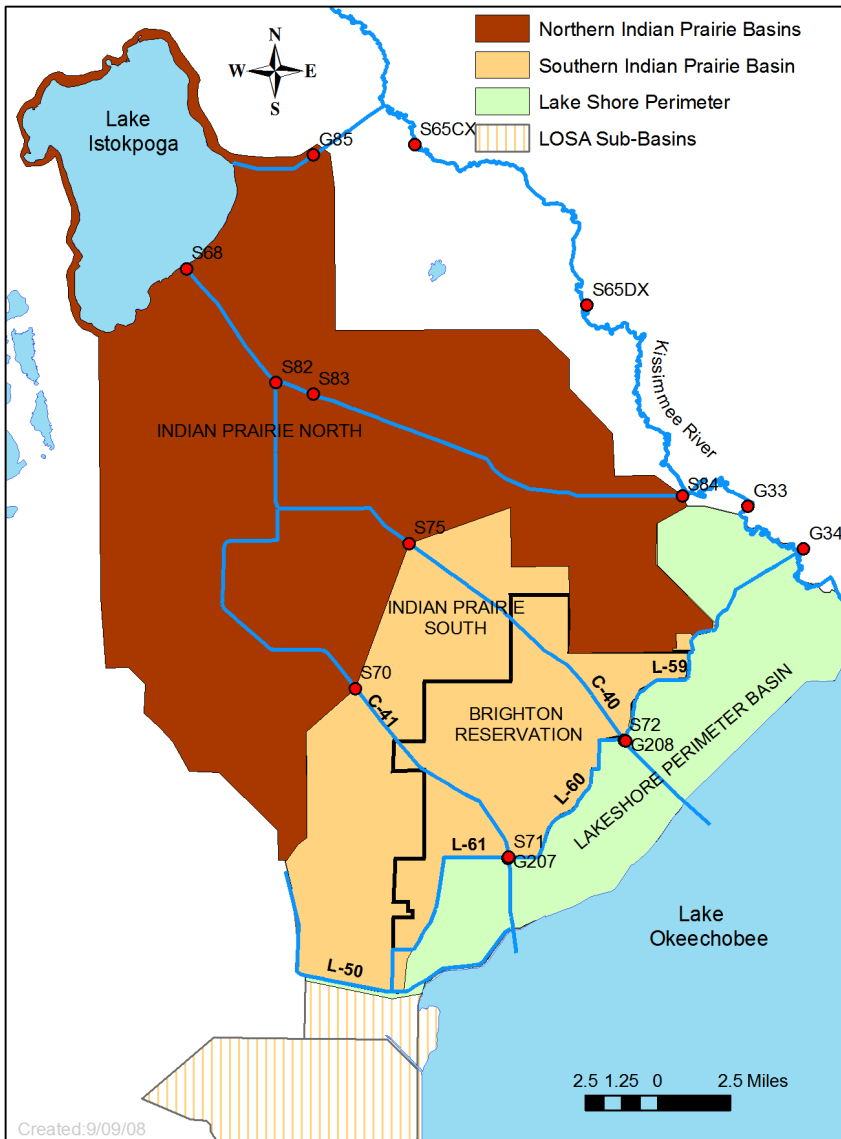 Northern Indian Prairie Basins
Southern Indian Prairie Basin
Lake Shore Perimeter
LOSA Sub-Basins
N
W
E
S
Lake
Istokpoga
G85
S65CX
S68
S65DX
S82
S83
Kissimmee River
INDIAN PRAIRIE NORTH
S84
G33
S75
G34
INDIAN PRAIRIE
SOUTH
L-59
S70
C-41
C-40
BRIGHTON
RESERVATION
S72
G208
L-60
LAKESHORE PERIMETER BASIN
L-61
S71
G207
Lake
Okeechobee
L-50
2.5 1.25 0 2.5 Miles
Created:9/09/08